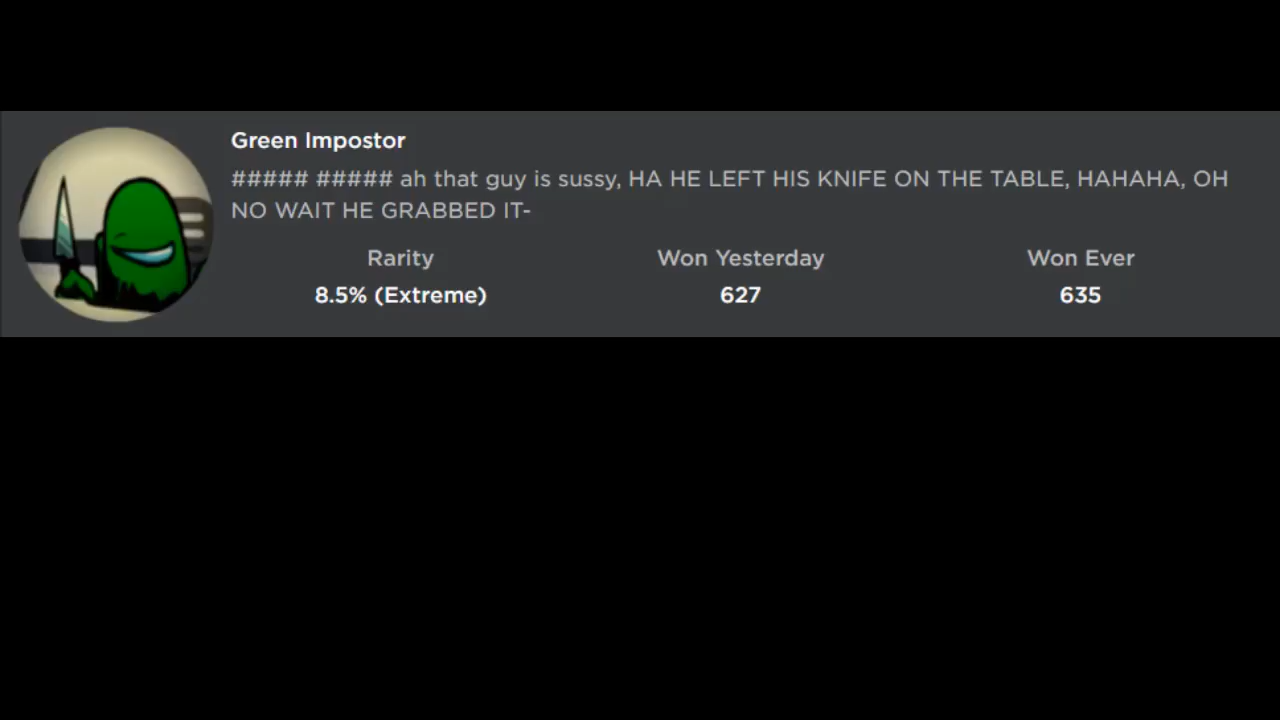 Green Impostor
##### ##### ah that guy is sussy, HA HE LEFT HIS KNIFE ON THE TABLE, HAHAHA, OH
NO WAIT HE GRABBED IT-
Rarity Won Yesterday Won Ever
8.5% (Extreme) 627 635